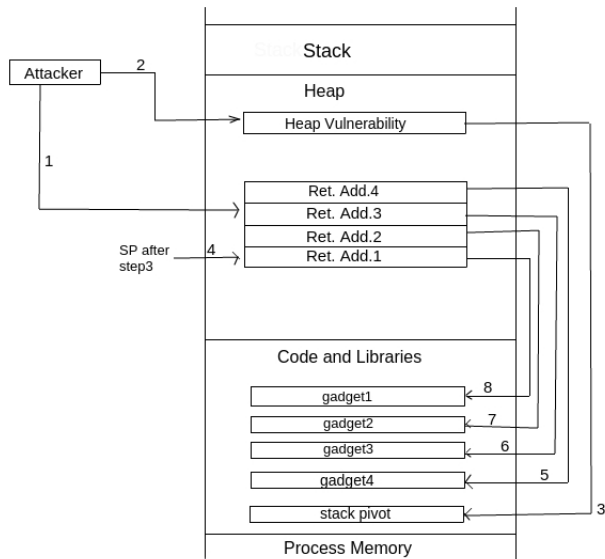 Stack
Attacker
2
Heap
Heap Vulnerability
1
Ret. Add.4
Ret. Add.3
Ret. Add.2
SP after
step3
4
Ret. Add.1
Code and Libraries
gadget1
8
gadget2
7
gadget3
6
gadget4
5
stack pivot
3
Process Memory